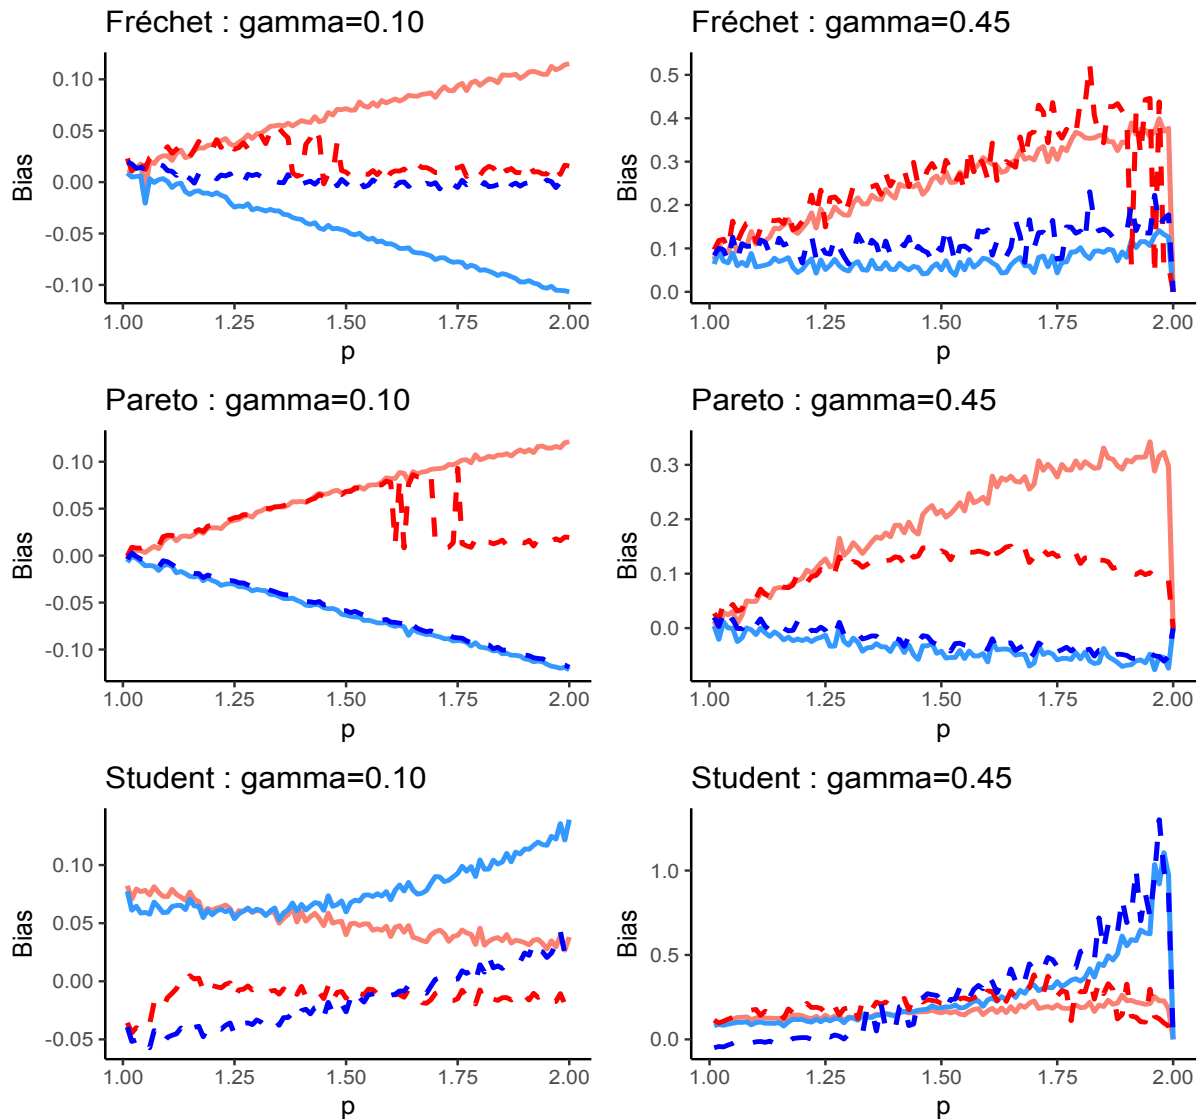 Fréchet : gamma=0.10
Bias
0.10
0.05
0.00
-0.05
-0.10
1.00 1.25 1.50 1.75 2.00
p
Fréchet : gamma=0.45
Bias
0.5
0.4
0.3
0.2
0.1
0.0
1.00 1.25 1.50 1.75 2.00
p
Pareto : gamma=0.10
Bias
0.10
0.05
0.00
-0.05
-0.10
1.00 1.25 1.50 1.75 2.00
p
Pareto : gamma=0.45
Bias
0.3
0.2
0.1
0.0
1.00 1.25 1.50 1.75 2.00
p
Student : gamma=0.10
Bias
0.10
0.05
0.00
-0.05
1.00 1.25 1.50 1.75 2.00
p
Student : gamma=0.45
Bias
1.0
0.5
0.0
1.00 1.25 1.50 1.75 2.00
p